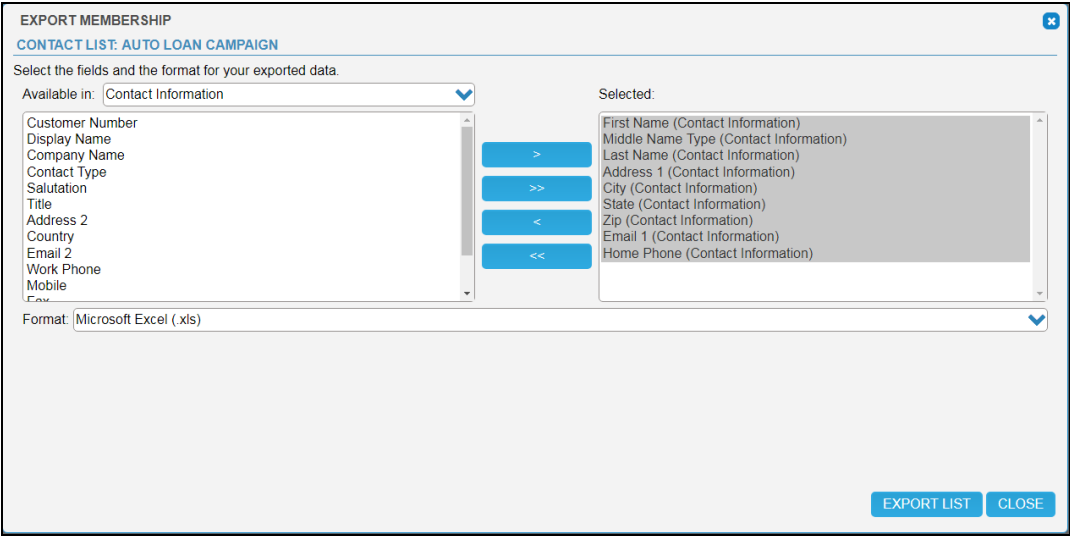 EXPORT MEMBERSHIP
CONTACT LIST: AUTO LOAN CAMPAIGN
Select the fields and the format for your exported data.
Available in: Contact Information
Customer Number
Display Name
Company Name
Contact Type
Salutation
Title
Address 2
Country
Email 2
Work Phone
Mobile
Fax
>
>>
<
<<
Selected:
First Name (Contact Information)
Middle Name Type (Contact Information)
Last Name (Contact Information)
Address 1 (Contact Information)
City (Contact Information)
State (Contact Information)
Zip (Contact Information)
Email 1 (Contact Information)
Home Phone (Contact Information)
Format: Microsoft Excel (.xls)
EXPORT LIST CLOSE